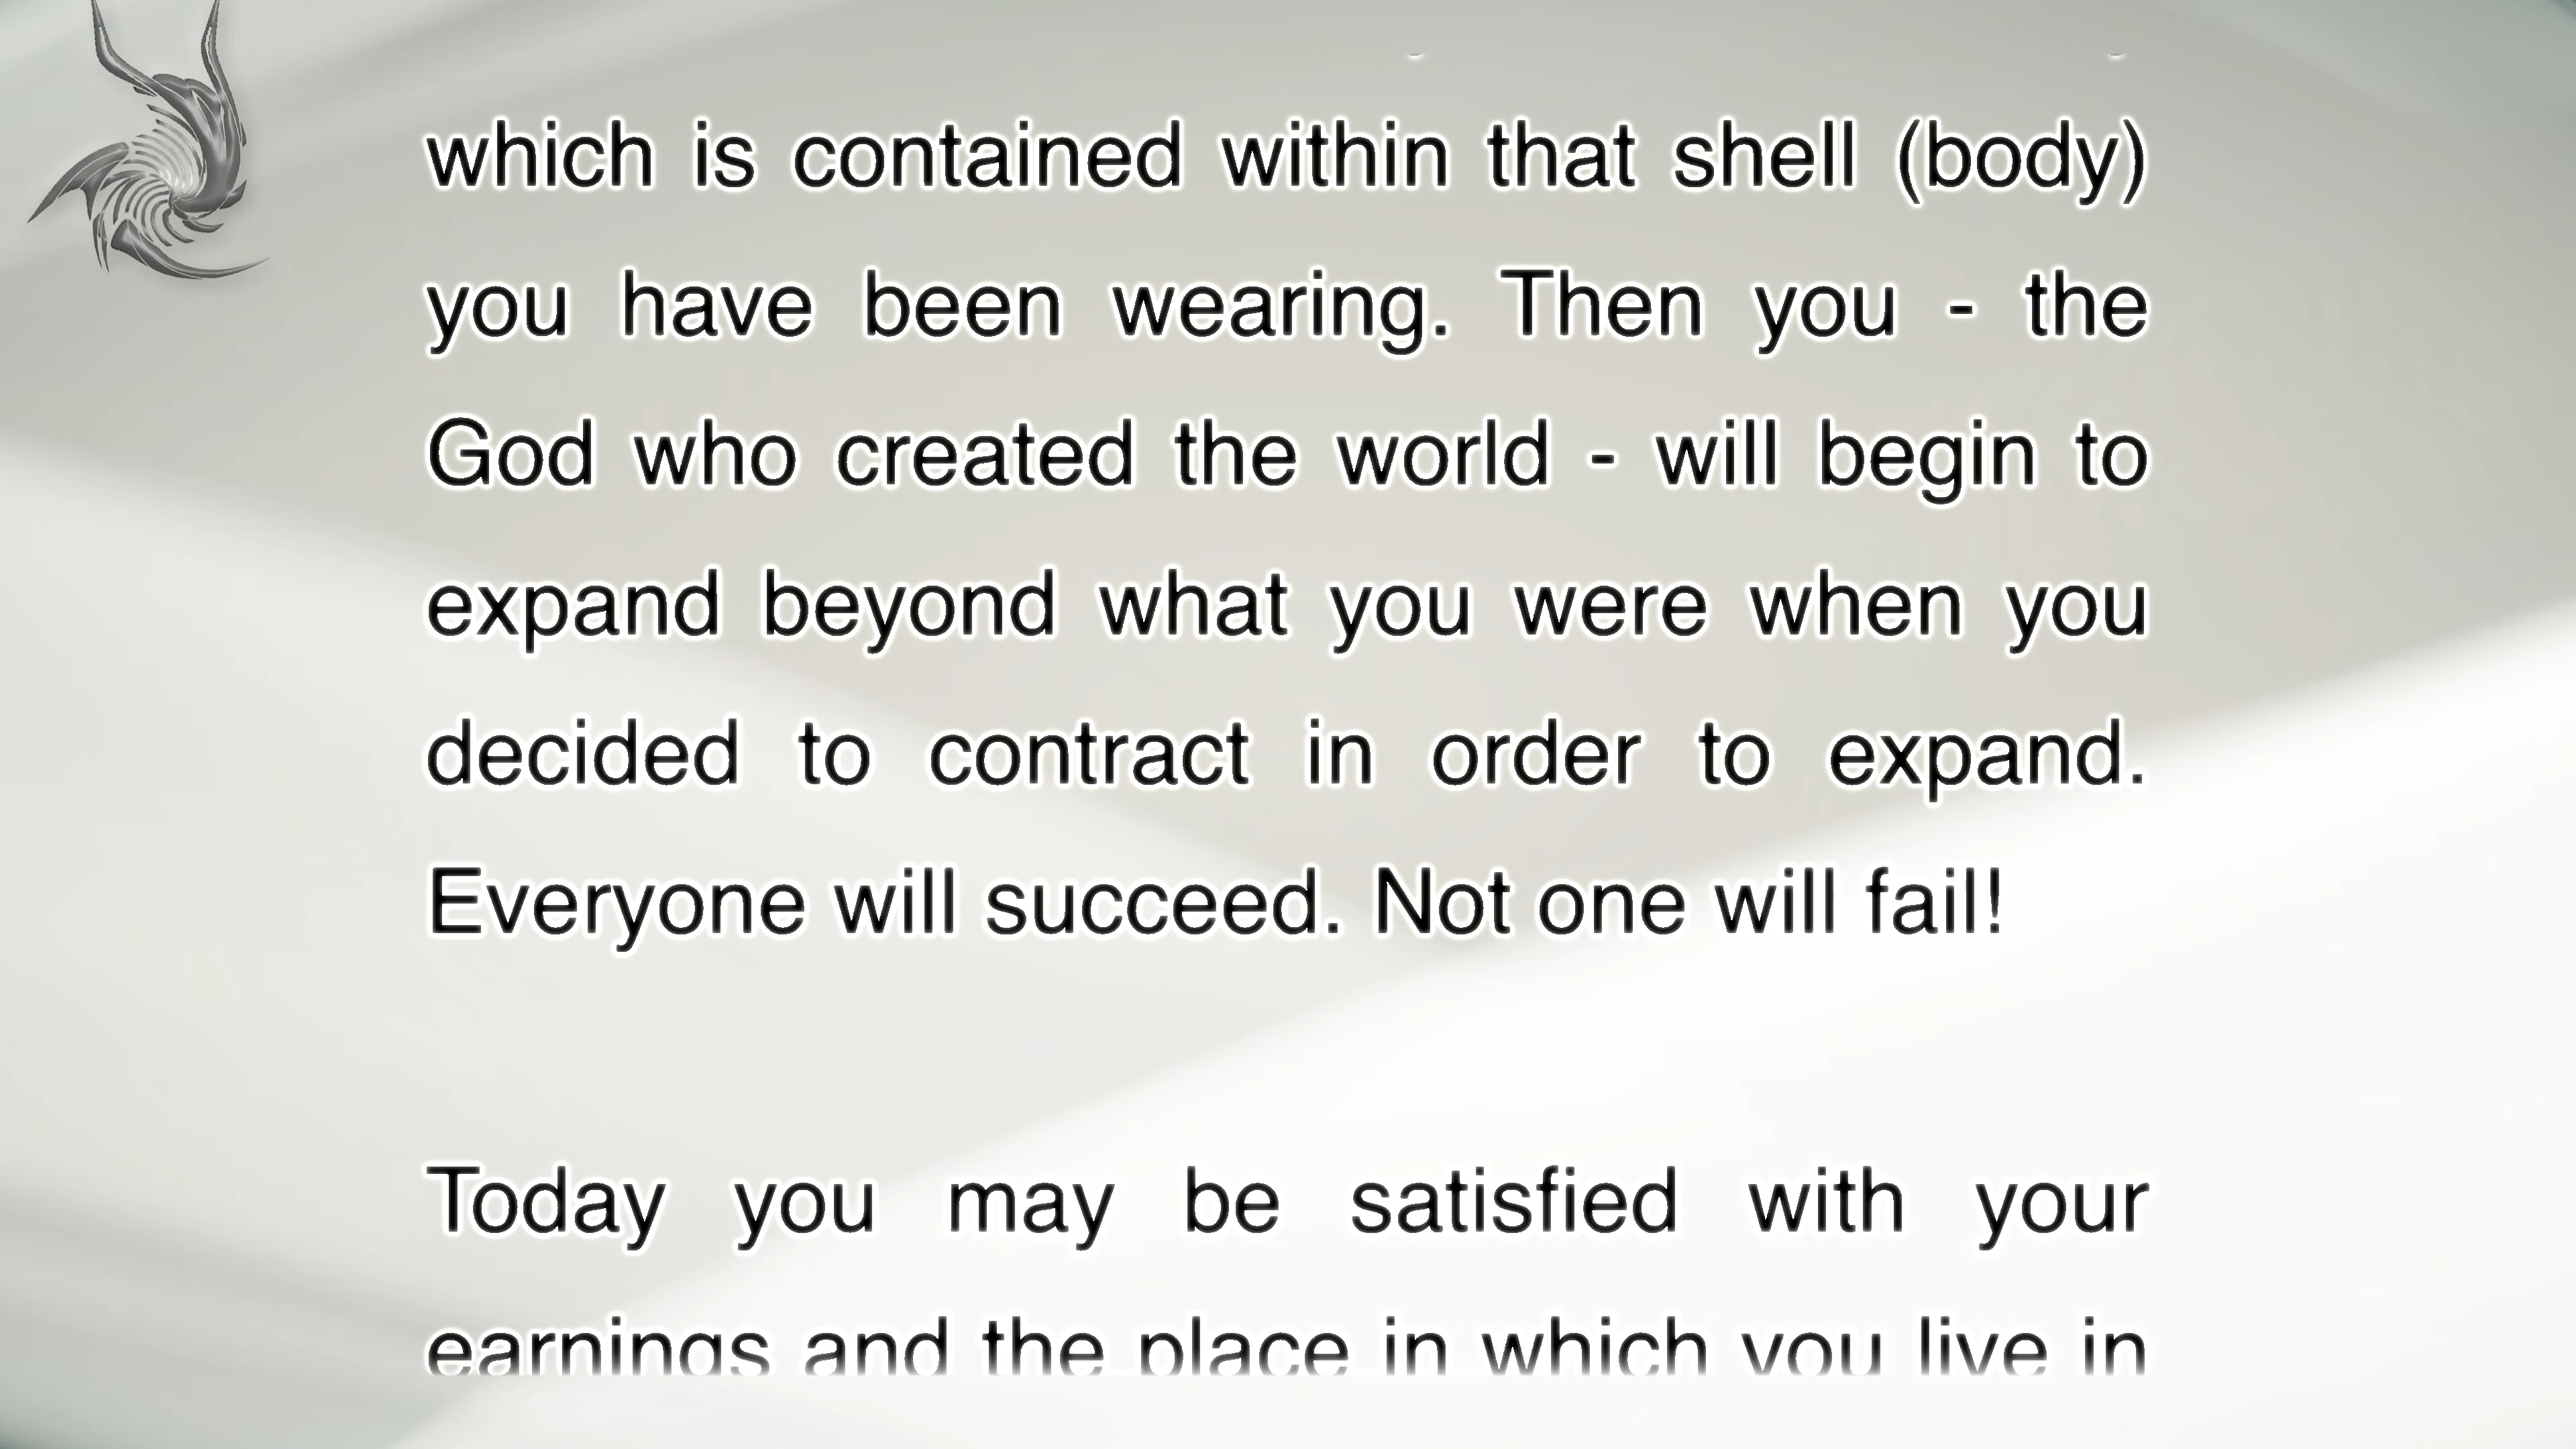 which is contained within that shell (body)
you have been wearing. Then you - the
God who created the world - will begin to
expand beyond what you were when you
decided to contract in order to expand.
Everyone will succeed. Not one will fail!
Today you may be satisfied with your
earnings and the place in which you live in